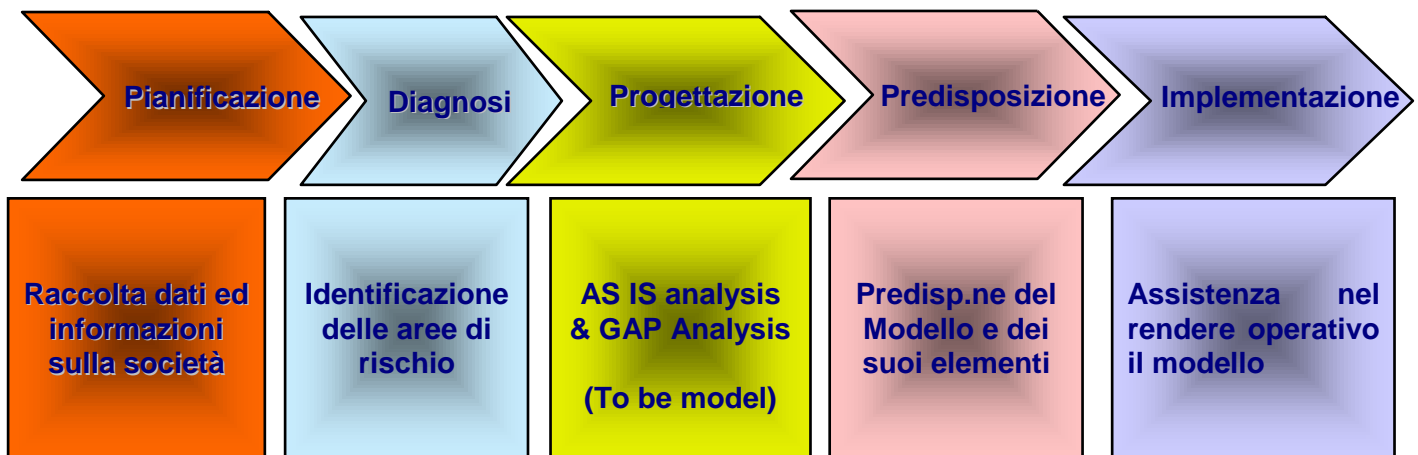 Pianificazione
Diagnosi
Progettazione
Predisposizione
Implementazione
Raccolta dati ed
informazioni
sulla società
Identificazione
delle aree di
rischio
AS IS analysis
& GAP Analysis
(To be model)
Predisp.ne del
Modello e dei
suoi elementi
Assistenza nel
rendere operativo
il modello